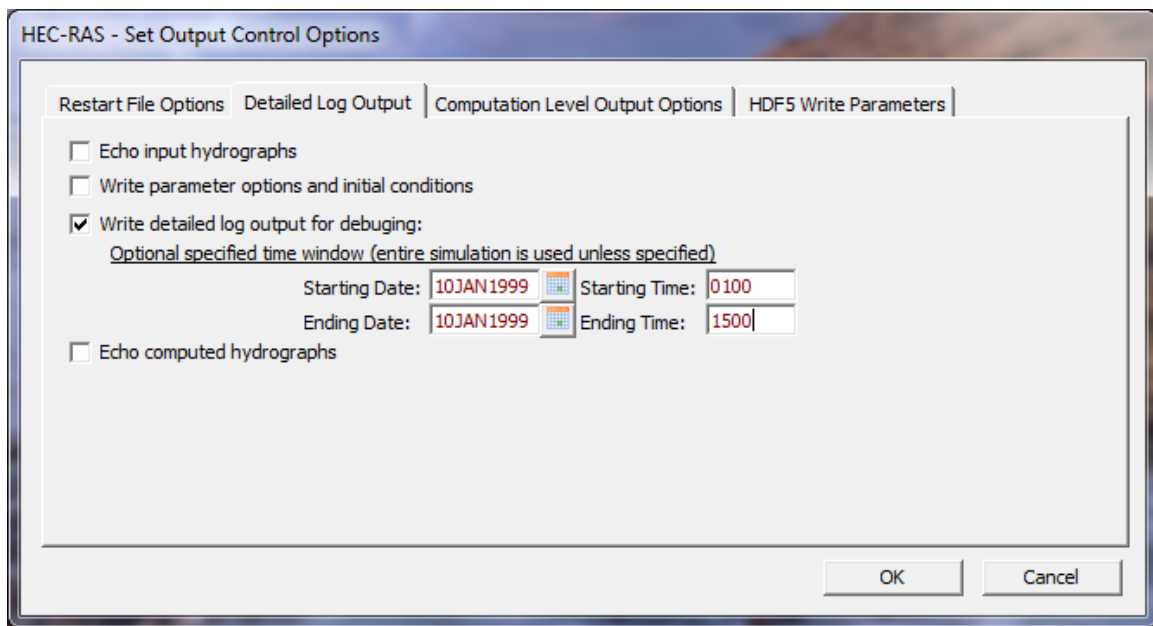 HEC-RAS - Set Output Control Options
Restart File Options Detailed Log Output Computation Level Output Options HDF5 Write Parameters
Echo input hydrographs
Write parameter options and initial conditions
Write detailed log output for debuging:
Optional specified time window (entire simulation is used unless specified)
Starting Date: 10JAN1999 Starting Time: 0100
Ending Date: 10JAN1999 Ending Time: 1500
Echo computed hydrographs
OK Cancel